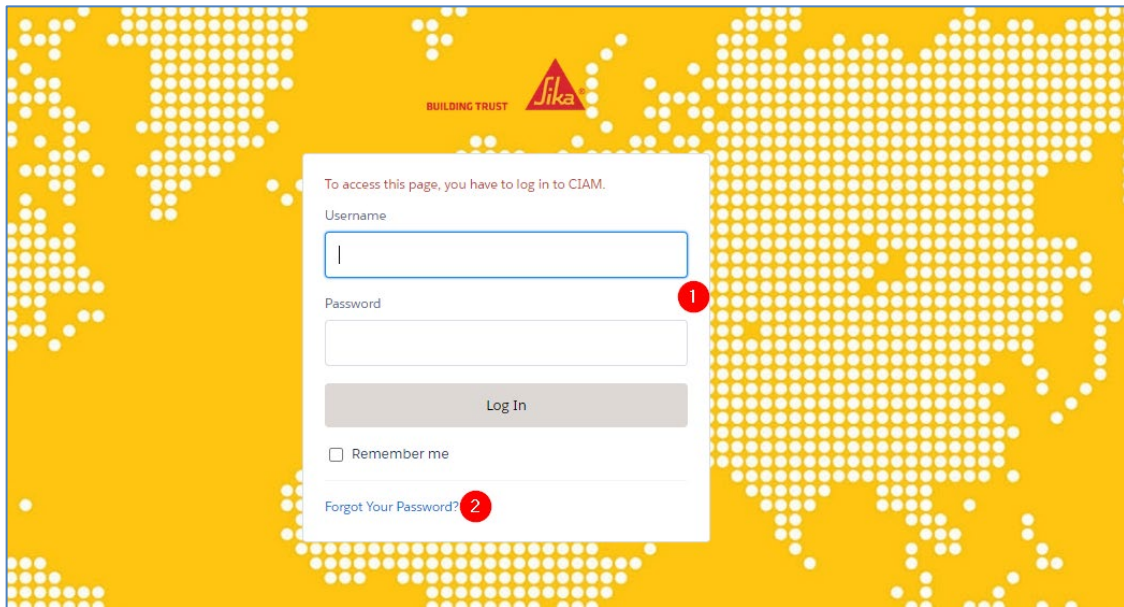 BUILDING TRUST
Sika®
To access this page, you have to log in to CIAM.
Username
Password
1
Log In
Remember me
Forgot Your Password?
2